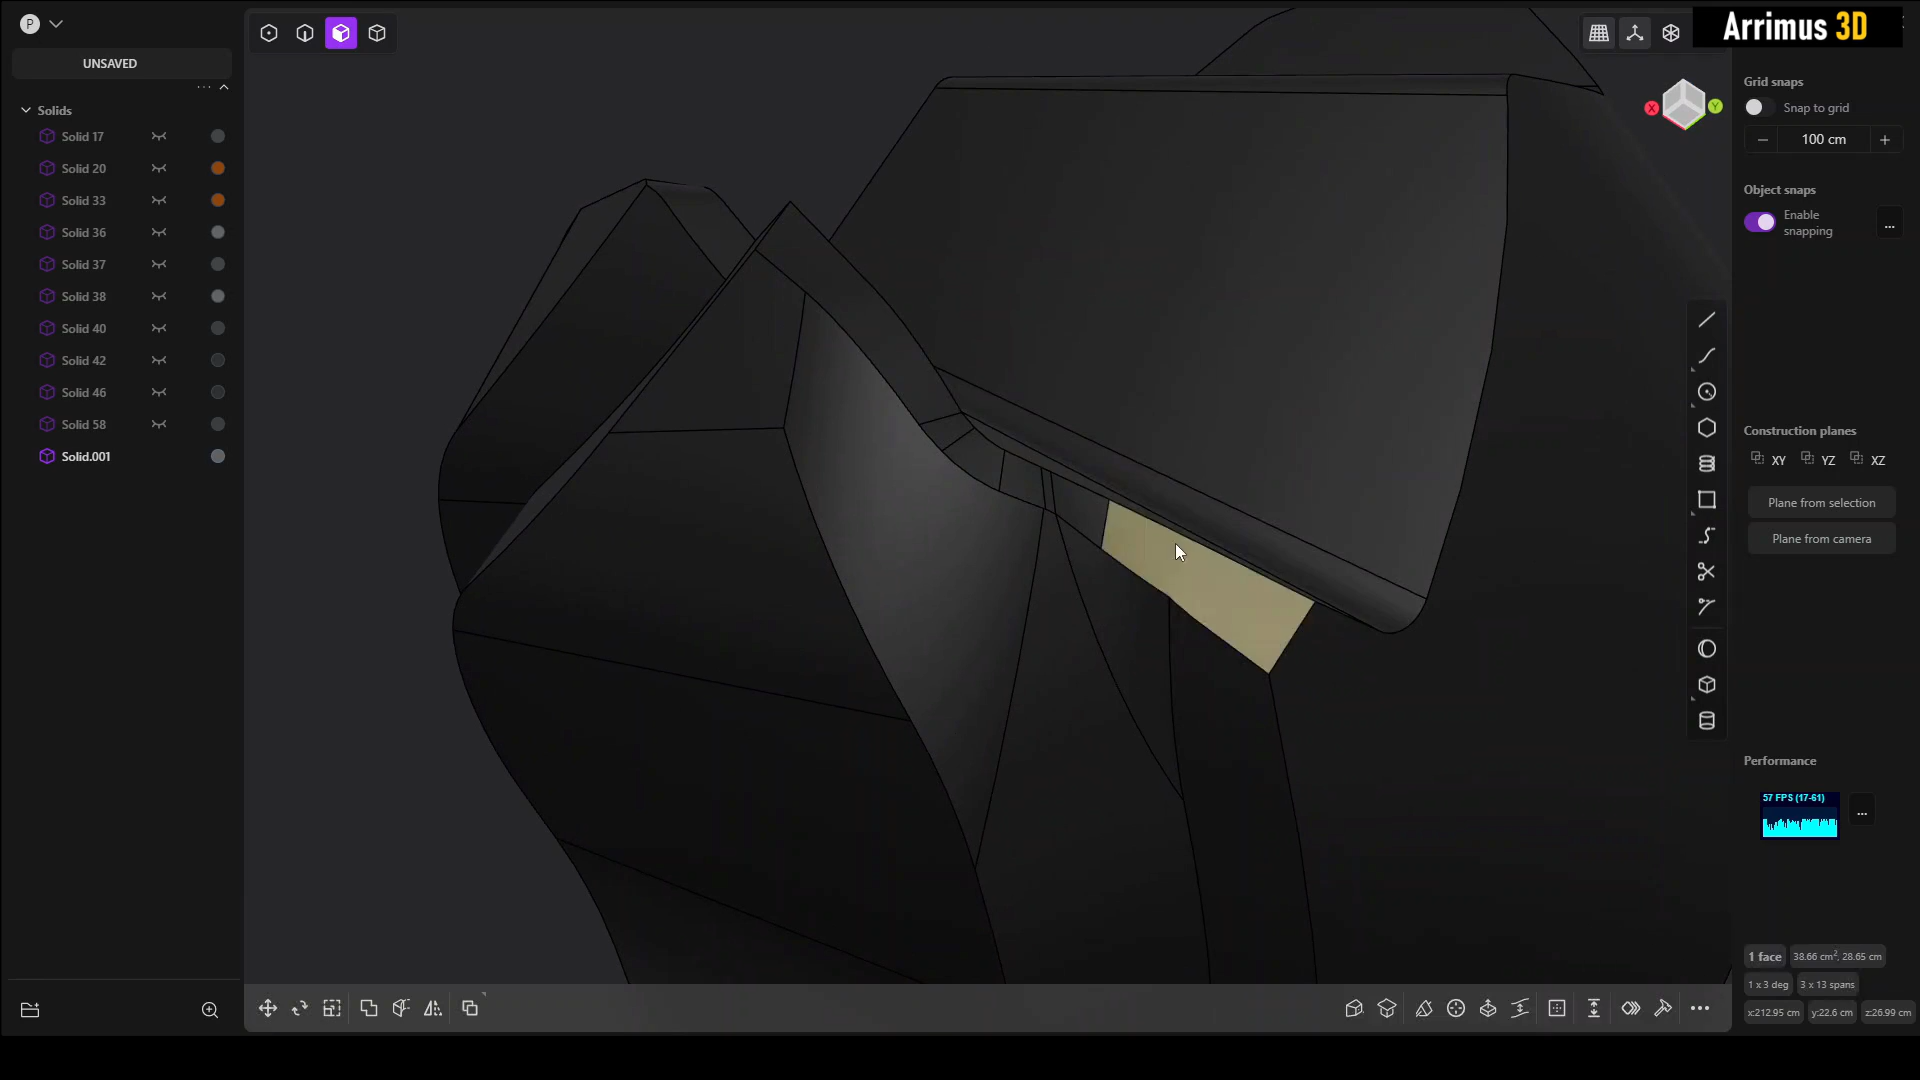 P
UNSAVED
Solids
Solid 17
Solid 20
Solid 33
Solid 36
Solid 37
Solid 38
Solid 40
Solid 42
Solid 46
Solid 58
Solid.001
Arrimus 3D
X
Y
Grid snaps
Snap to grid
100 cm
Object snaps
Enable
snapping
Construction planes
XY
YZ
XZ
Plane from selection
Plane from camera
Performance
57 FPS (17-61)
1 face
38.66 cm², 28.65 cm
1 x 3 deg
3 x 13 spans
x:212.95 cm
y:22.6 cm
z:26.99 cm